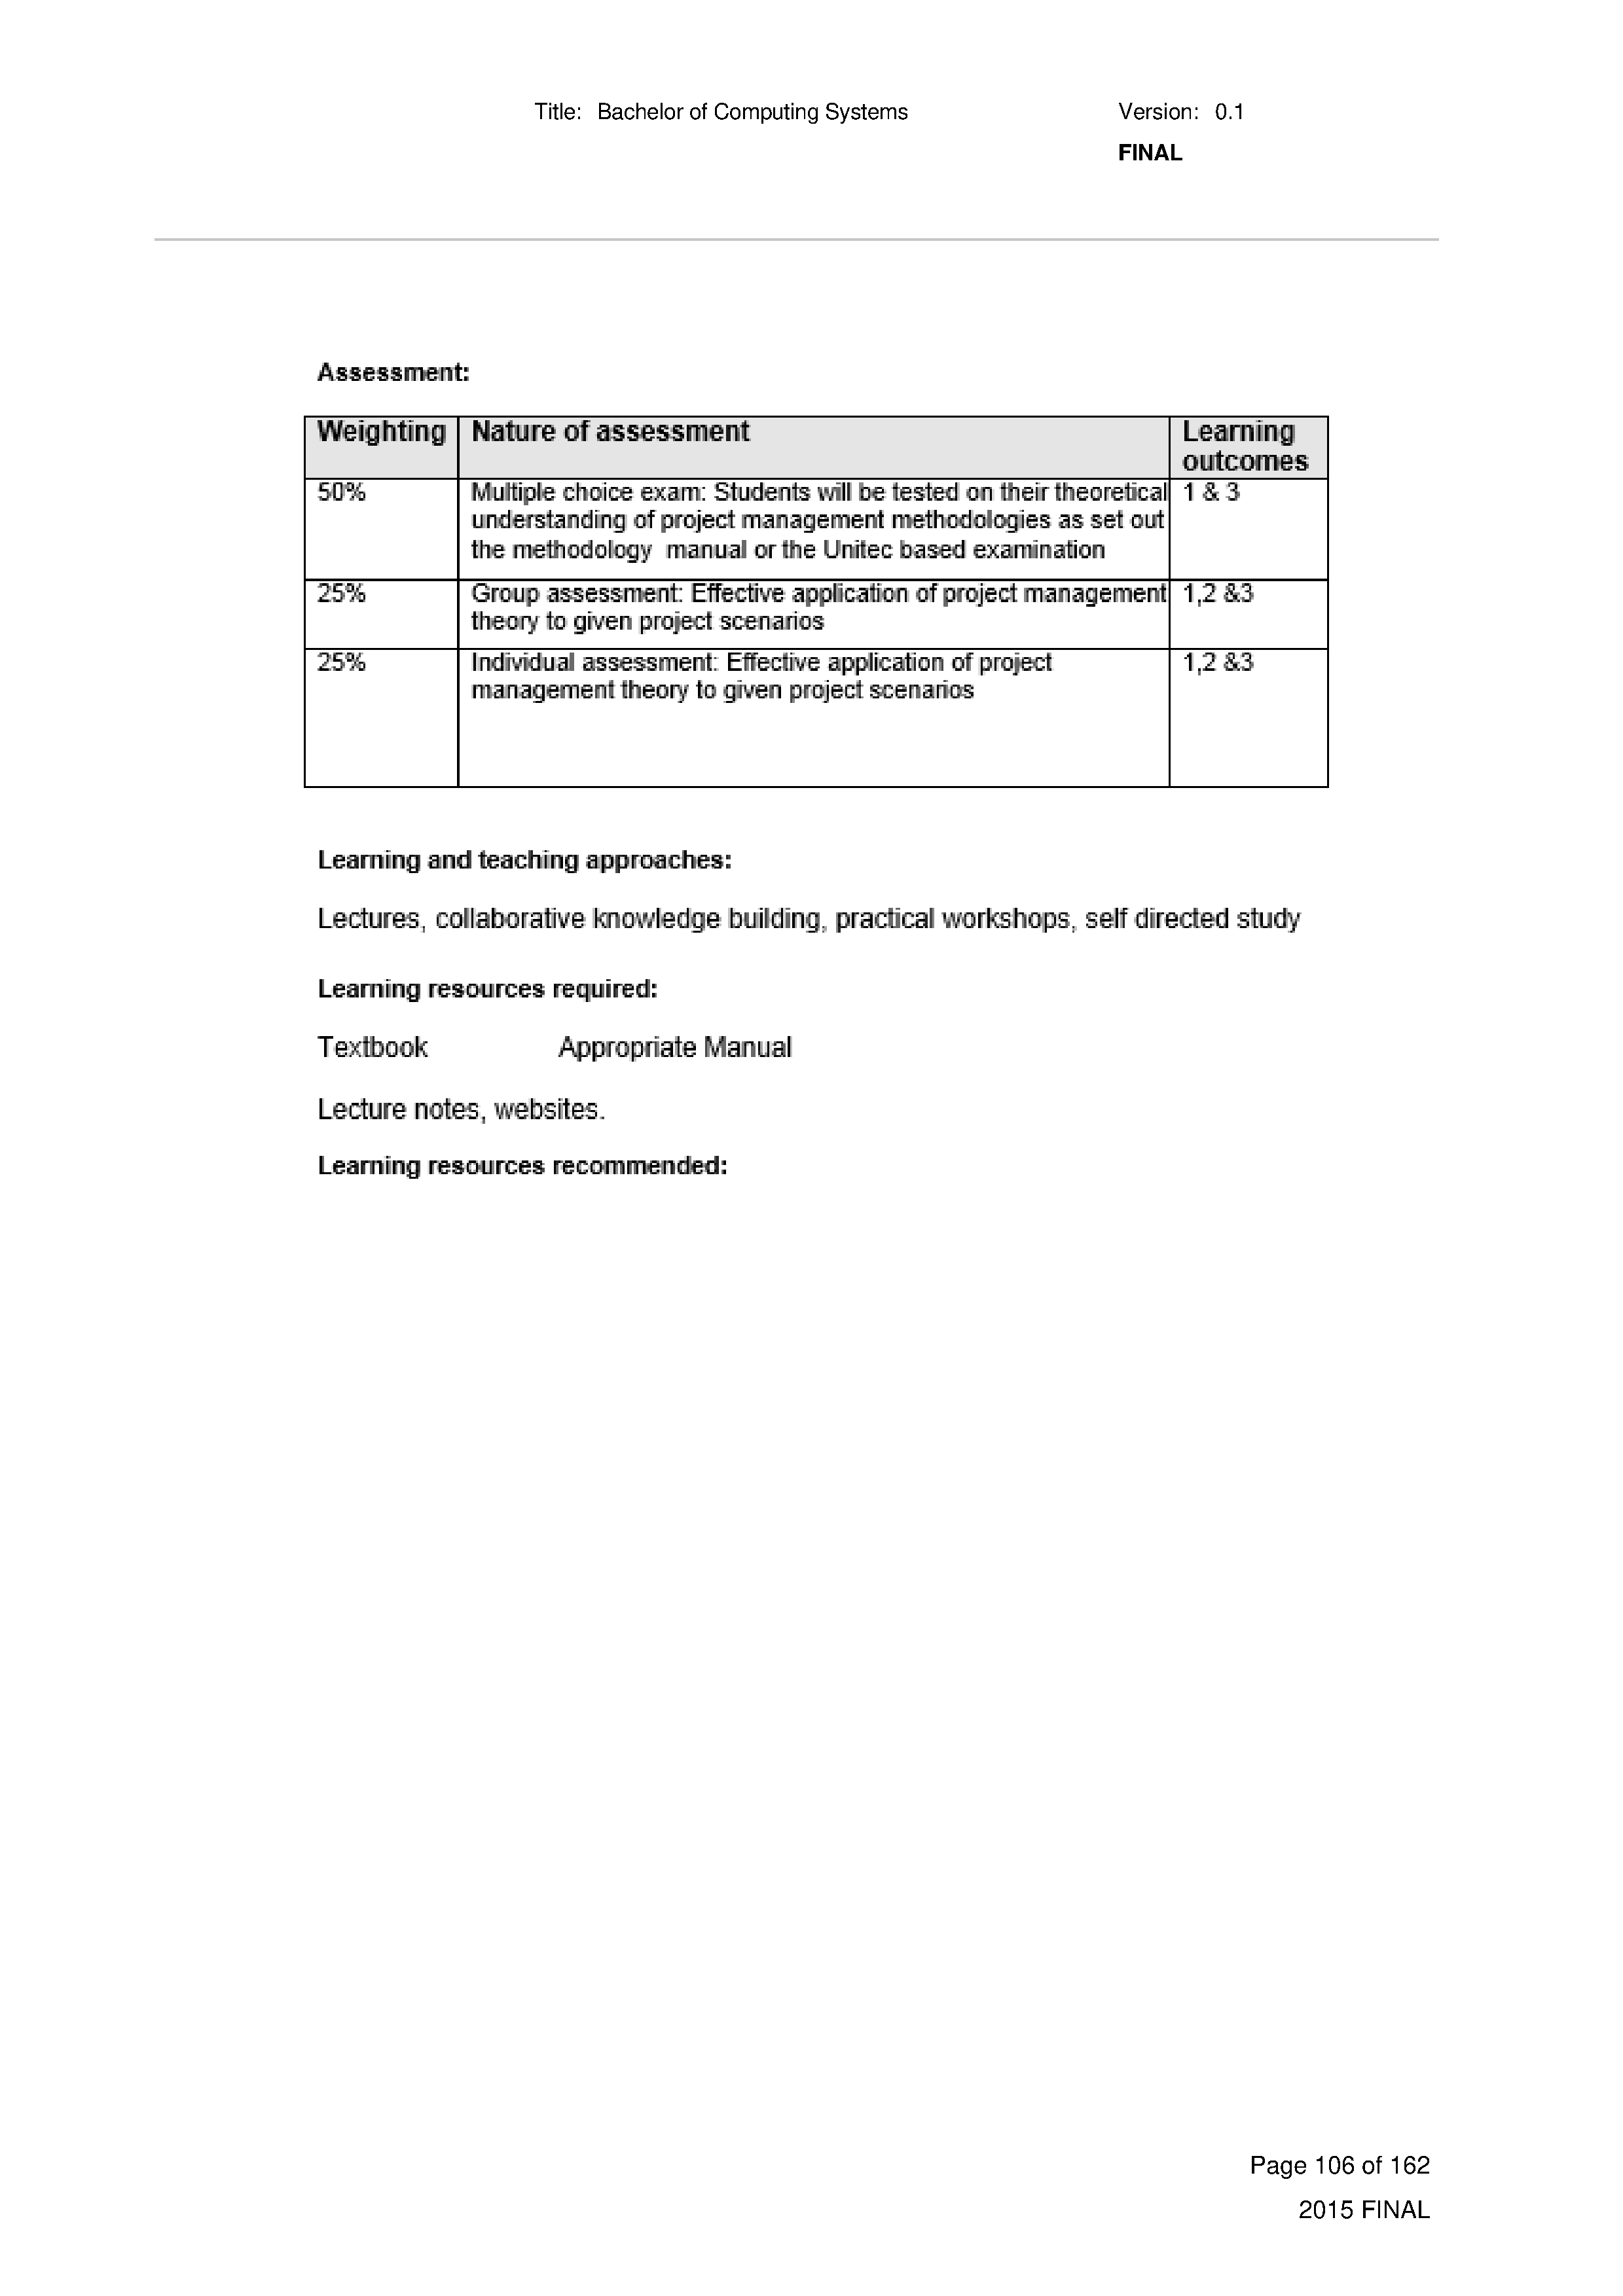 Title: Bachelor of Computing Systems Version: 0.1
FINAL
Assessment:
Weighting Nature of assessment Learning
outcomes
50% Multiple choice exam: Students will be tested on their theoretical 1 & 3
understanding of project management methodologies as set out
the methodology manual or the Unitec based examination
25% Group assessment: Effective application of project management 1,2 &3
theory to given project scenarios
25% Individual assessment: Effective application of project 1,2 &3
management theory to given project scenarios
Learning and teaching approaches:
Lectures, collaborative knowledge building, practical workshops, self directed study
Learning resources required:
Textbook Appropriate Manual
Lecture notes, websites.
Learning resources recommended:
Page 106 of 162
2015 FINAL